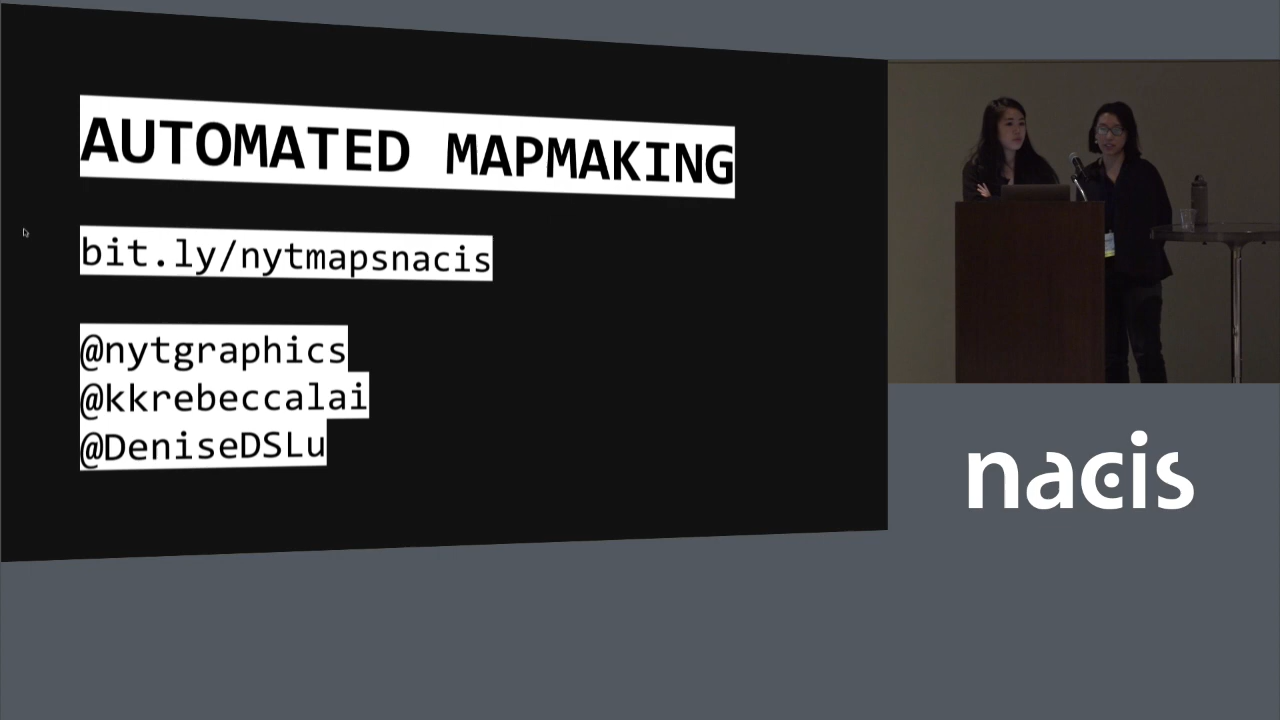 AUTOMATED MAPMAKING
bit.ly/nytmapsnacis
@nytgraphics
@kkrebeccalai
@DeniseDSLu
nacis